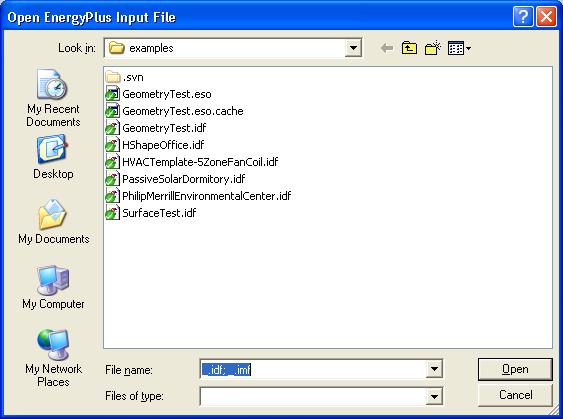 Open EnergyPlus Input File
Look in: examples
My Recent
Documents
Desktop
My Documents
My Computer
My Network
Places
.svn
GeometryTest.eso
GeometryTest.eso.cache
GeometryTest.idf
HShapeOffice.idf
HVACTemplate-5ZoneFanCoil.idf
PassiveSolarDormitory.idf
PhilipMerrillEnvironmentalCenter.idf
SurfaceTest.idf
File name: _.idf; _.imf
Open
Files of type:
Cancel